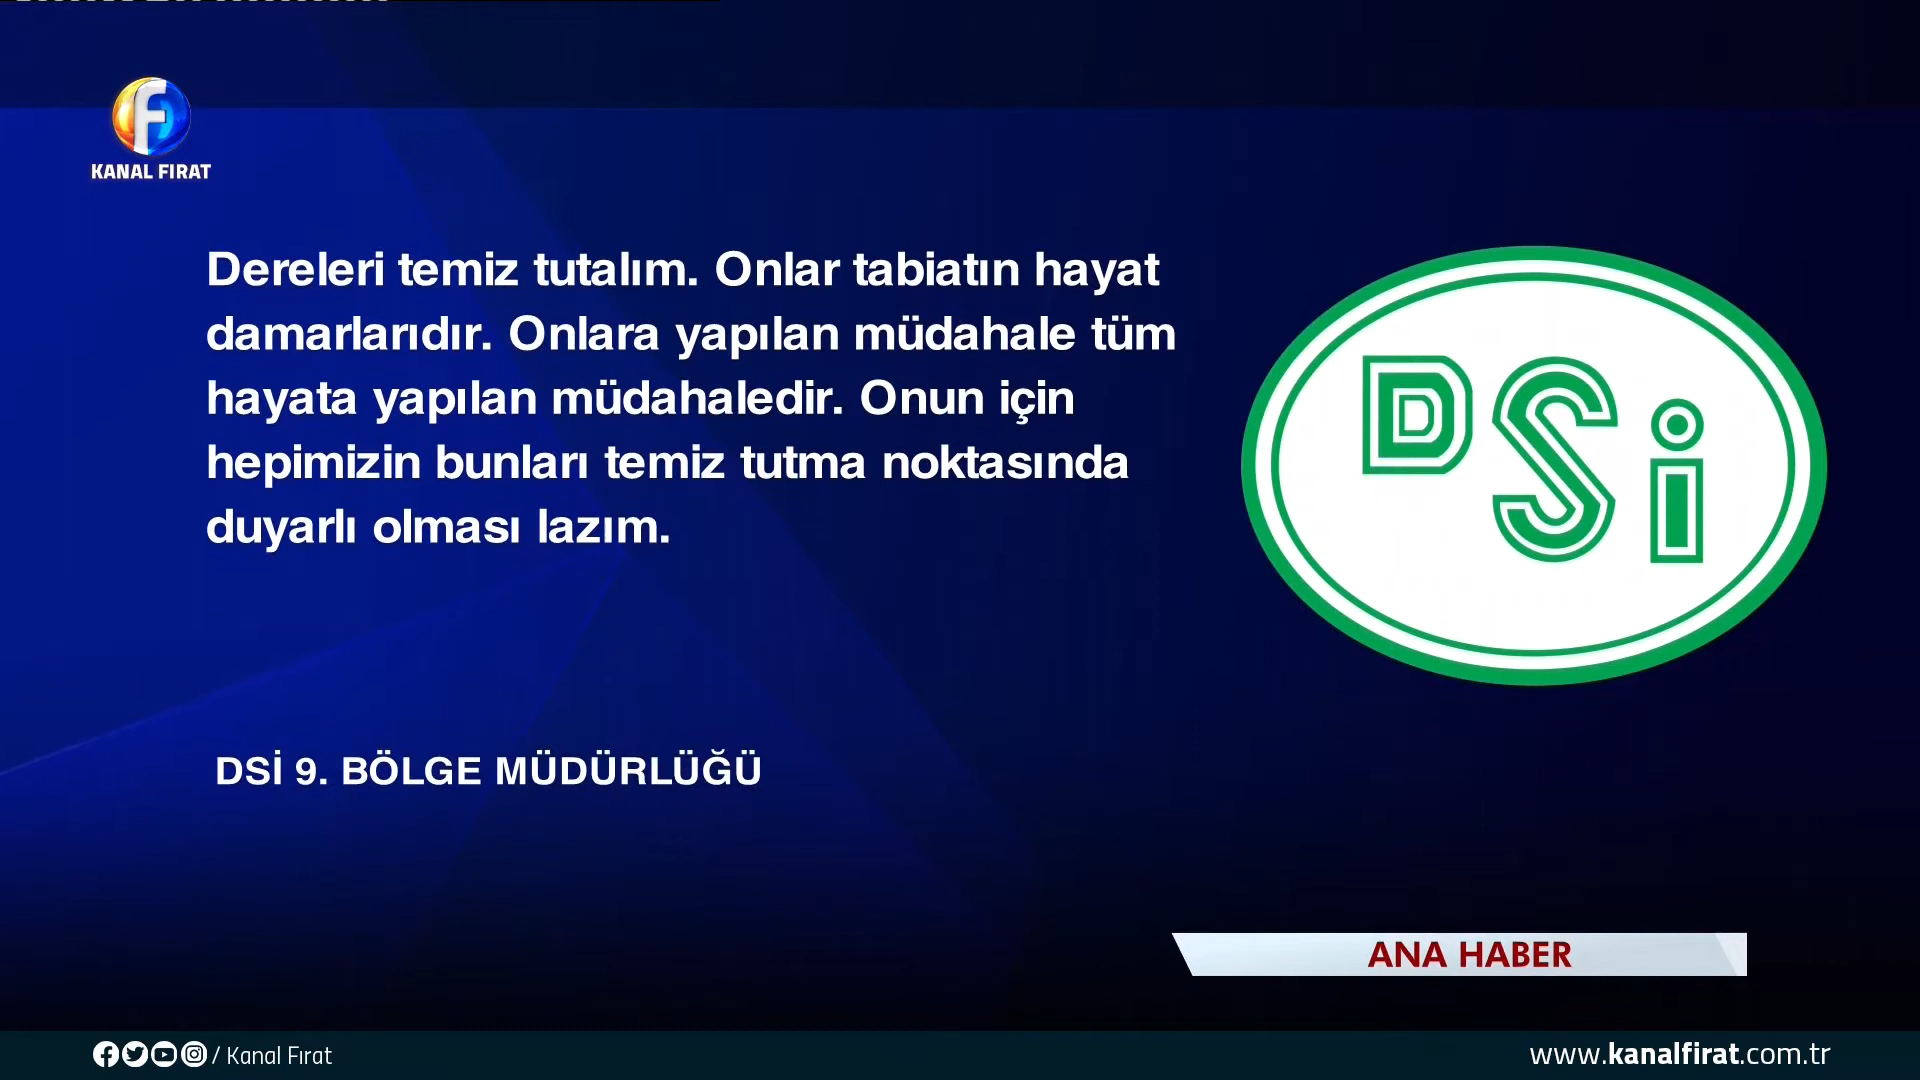 KANAL FIRAT
Dereleri temiz tutalım. Onlar tabiatın hayat
damarlarıdır. Onlara yapılan müdahale tüm
hayata yapılan müdahaledir. Onun için
hepimizin bunları temiz tutma noktasında
duyarlı olması lazım.
DSi
DSİ 9. BÖLGE MÜDÜRLÜĞÜ
ANA HABER
/ Kanal Fırat
www.kanalfirat.com.tr